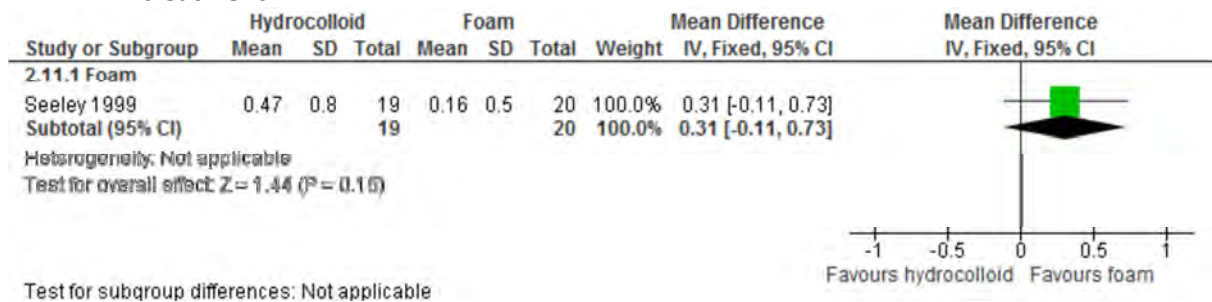 Hydrocolloid Foam Mean Difference Mean Difference
Study or Subgroup Mean SD Total Mean SD Total Weight IV, Fixed, 95% CI IV, Fixed, 95% CI
2.11.1 Foam
Seeley 1999 0.47 0.8 19 0.16 0.5 20 100.0% 0.31 [-0.11, 0.73]
Subtotal (95% CI) 19 20 100.0% 0.31 [-0.11, 0.73]
Heterogeneity: Not applicable
Test for overall effect: Z = 1.44 (P = 0.15)
-1 -0.5 0 0.5 1
Favours hydrocolloid Favours foam
Test for subgroup differences: Not applicable